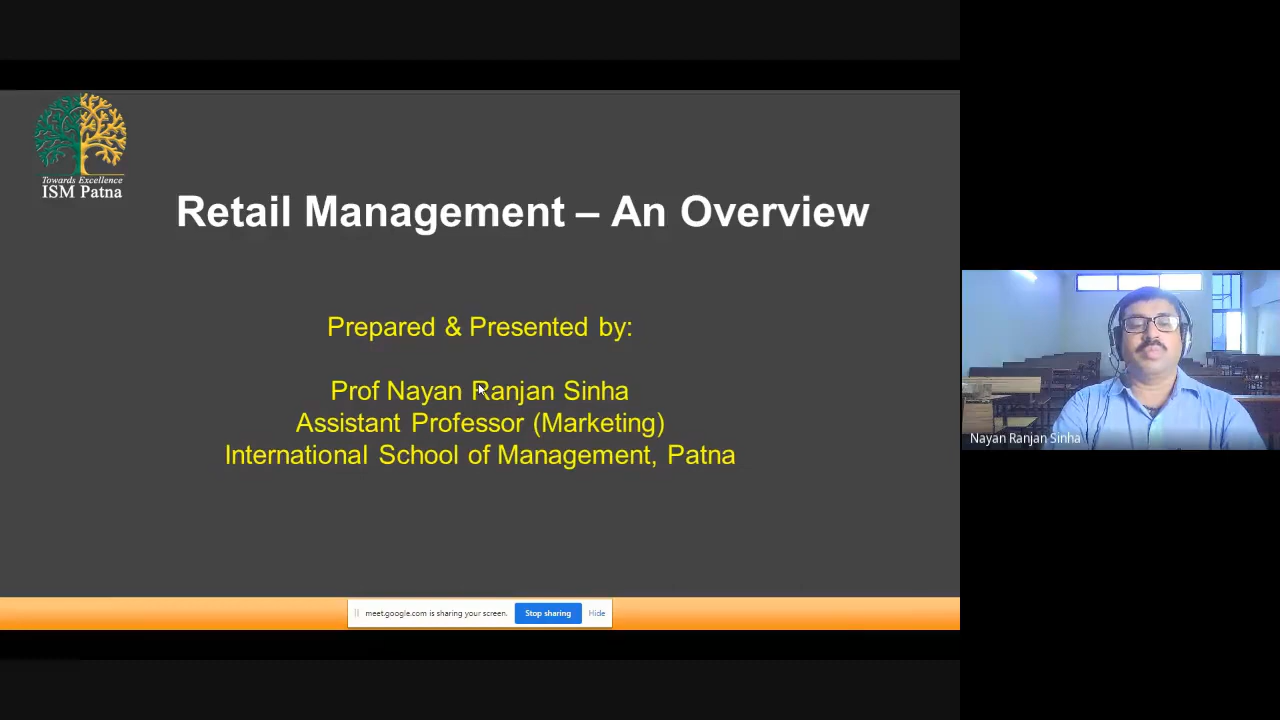 Towards Excellence
ISM Patna
Retail Management – An Overview
Prepared & Presented by:
Prof Nayan Ranjan Sinha
Assistant Professor (Marketing)
International School of Management, Patna
meet.google.com is sharing your screen.
Stop sharing
Hide
Nayan Ranjan Sinha